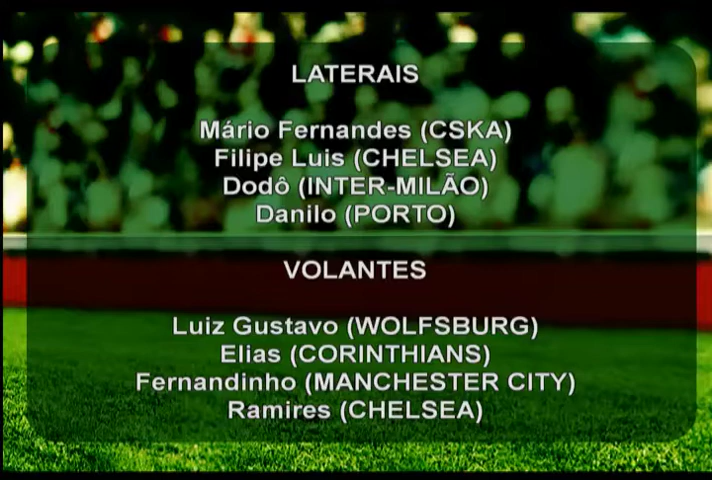 LATERAIS
Mário Fernandes (CSKA)
Filipe Luis (CHELSEA)
Dodô (INTER-MILÃO)
Danilo (PORTO)
VOLANTES
Luiz Gustavo (WOLFSBURG)
Elias (CORINTHIANS)
Fernandinho (MANCHESTER CITY)
Ramires (CHELSEA)